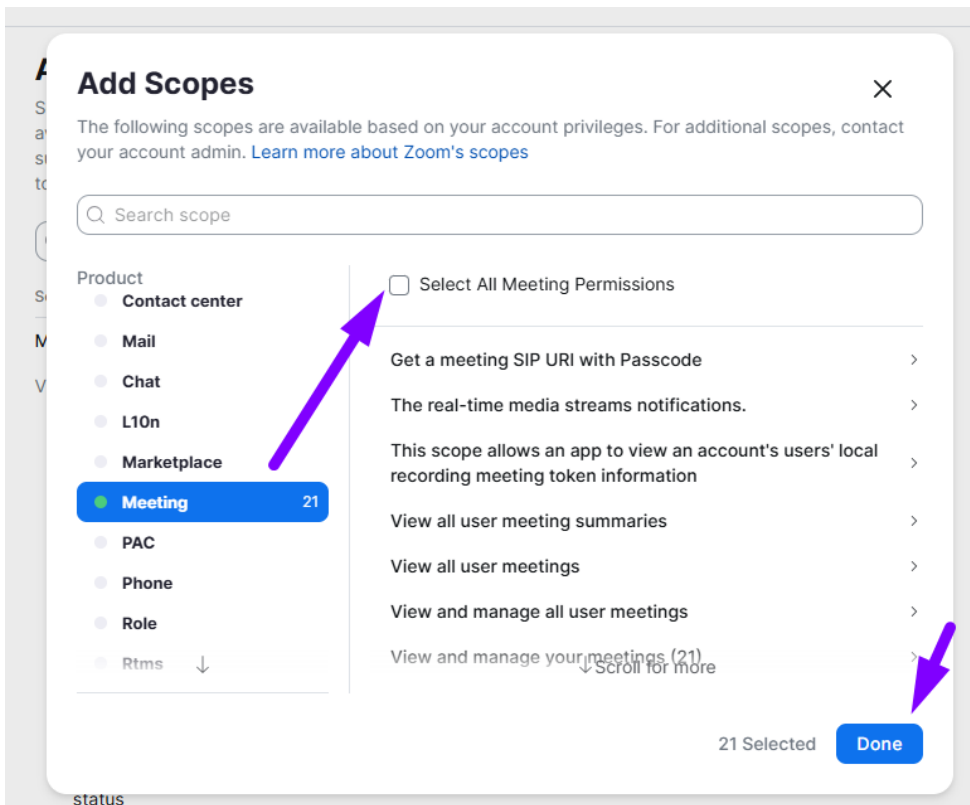 Add Scopes
The following scopes are available based on your account privileges. For additional scopes, contact
your account admin. Learn more about Zoom's scopes
Search scope
Product
Contact center
Mail
Chat
L10n
Marketplace
Meeting 21
PAC
Phone
Role
Rtms
Select All Meeting Permissions
Get a meeting SIP URI with Passcode
The real-time media streams notifications.
This scope allows an app to view an account's users' local
recording meeting token information
View all user meeting summaries
View all user meetings
View and manage all user meetings
View and manage your meetings (21)
Scroll for more
21 Selected
Done
status